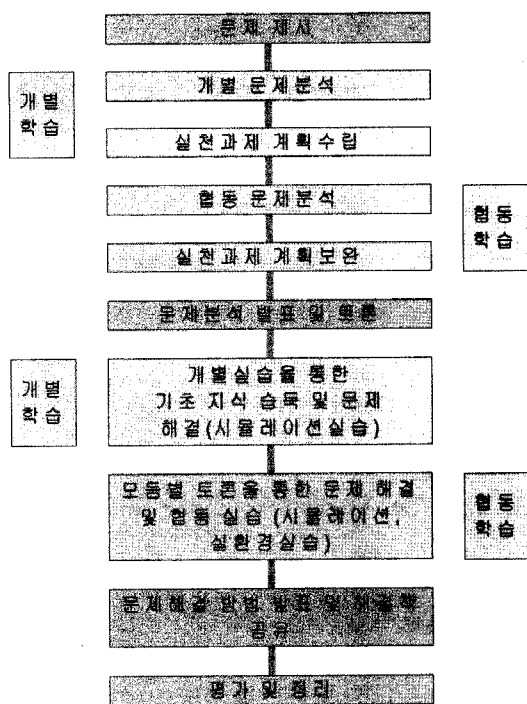 문제 제시
개별
학습
개별 문제분석
실천과제 계획수립
협동 문제분석
협동
학습
실천과제 계획보완
문제분석 발표 및 토론
개별
학습
개별실습을 통한
기초 지식 습득 및 문제
해결(시뮬레이션실습)
모둠별 토론을 통한 문제 해결
및 협동 실습 (시뮬레이션,
실환경실습)
협동
학습
문제해결 방법 발표 및 해결책
공유
평가 및 정리